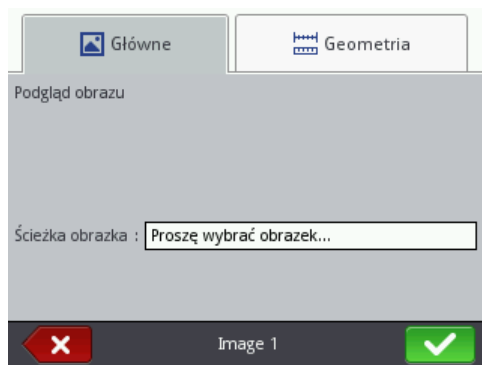 Główne
Geometria
Podgląd obrazu
Ścieżka obrazka : Proszę wybrać obrazek...
Image 1